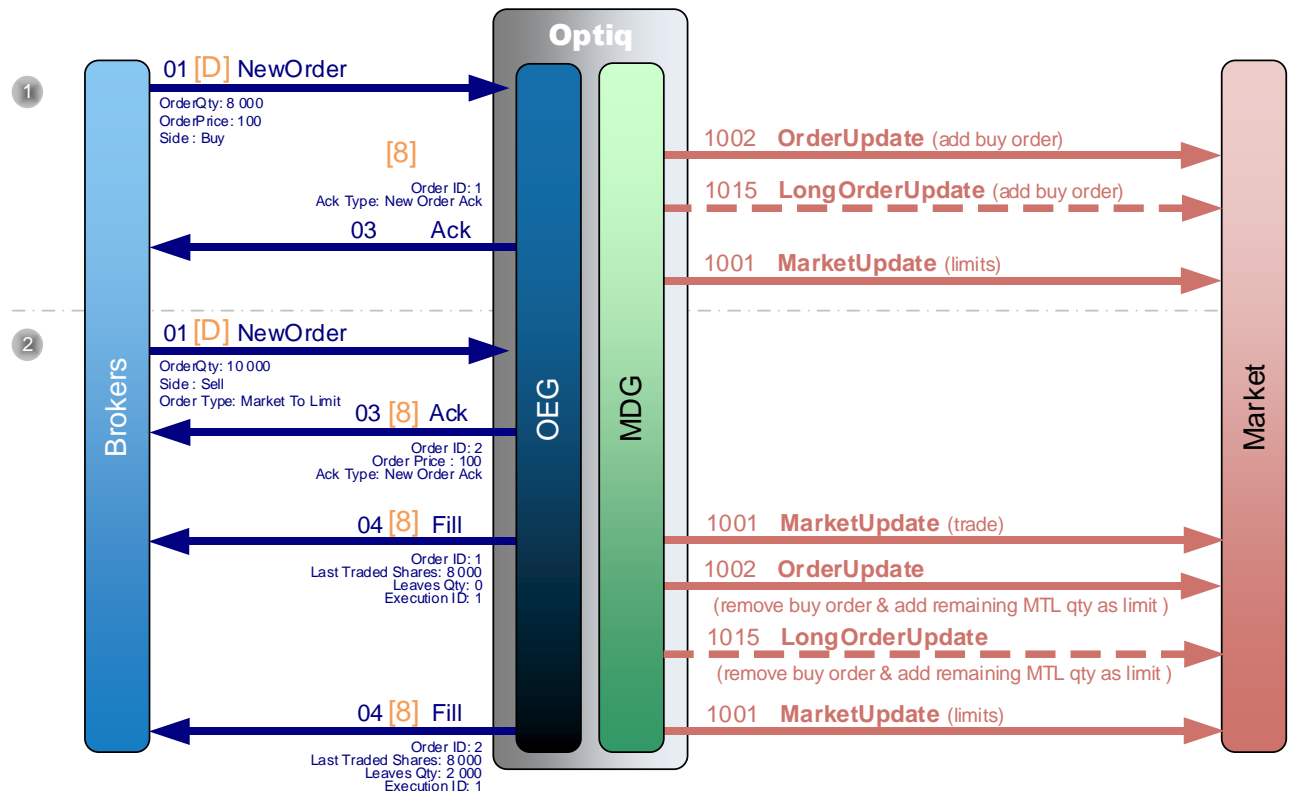 Optiq
1
01 [D] NewOrder
OrderQty: 8 000
OrderPrice: 100
Side : Buy
[8]
Order ID: 1
Ack Type: New Order Ack
03 Ack
1002 OrderUpdate (add buy order)
1015 LongOrderUpdate (add buy order)
1001 MarketUpdate (limits)
2
01 [D] NewOrder
OrderQty: 10 000
Side : Sell
Order Type: Market To Limit
03 [8] Ack
Order ID: 2
Order Price : 100
Ack Type: New Order Ack
04 [8] Fill
Order ID: 1
Last Traded Shares: 8 000
Leaves Qty: 0
Execution ID: 1
04 [8] Fill
Order ID: 2
Last Traded Shares: 8 000
Leaves Qty: 2 000
Execution ID: 1
1001 MarketUpdate (trade)
1002 OrderUpdate
(remove buy order & add remaining MTL qty as limit )
1015 LongOrderUpdate
(remove buy order & add remaining MTL qty as limit )
1001 MarketUpdate (limits)
Brokers
OEG
MDG
Market